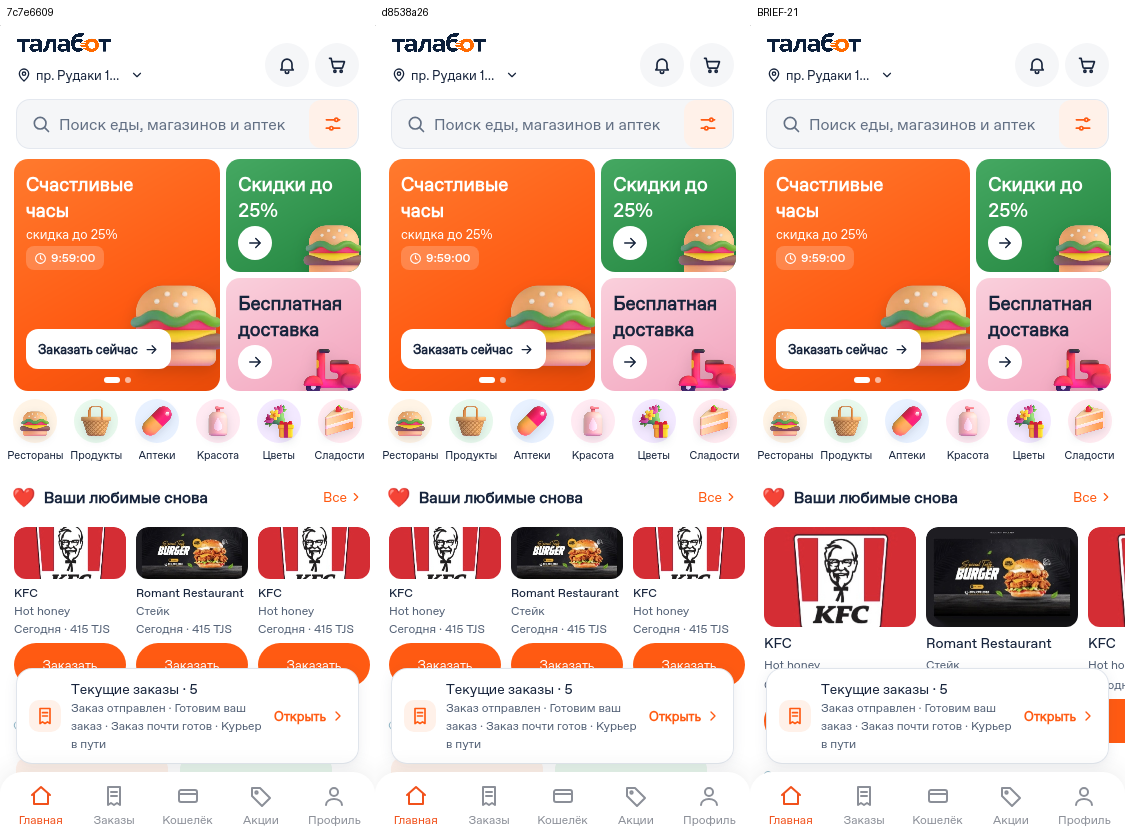 7c7e6609
талабот
пр. Рудаки 1...
Поиск еды, магазинов и аптек
Счастливые
часы
скидка до 25%
9:59:00
Заказать сейчас
Скидки до
25%
Бесплатная
доставка
Рестораны
Продукты
Аптеки
Красота
Цветы
Сладости
Ваши любимые снова
Все
KFC
BURGER
KFC
KFC
Hot honey
Сегодня · 415 TJS
Заказать
Romant Restaurant
Стейк
Сегодня · 415 TJS
Заказать
KFC
Hot honey
Сегодня · 415 TJS
Заказать
Текущие заказы · 5
Заказ отправлен · Готовим ваш
заказ · Заказ почти готов · Курьер
в пути
Открыть
Главная
Заказы
Кошелёк
Акции
Профиль
d8538a26
талабот
пр. Рудаки 1...
Поиск еды, магазинов и аптек
Счастливые
часы
скидка до 25%
9:59:00
Заказать сейчас
Скидки до
25%
Бесплатная
доставка
Рестораны
Продукты
Аптеки
Красота
Цветы
Сладости
Ваши любимые снова
Все
KFC
BURGER
KFC
KFC
Hot honey
Сегодня · 415 TJS
Заказать
Romant Restaurant
Стейк
Сегодня · 415 TJS
Заказать
KFC
Hot honey
Сегодня · 415 TJS
Заказать
Текущие заказы · 5
Заказ отправлен · Готовим ваш
заказ · Заказ почти готов · Курьер
в пути
Открыть
Главная
Заказы
Кошелёк
Акции
Профиль
BRIEF-21
талабот
пр. Рудаки 1...
Поиск еды, магазинов и аптек
Счастливые
часы
скидка до 25%
9:59:00
Заказать сейчас
Скидки до
25%
Бесплатная
доставка
Рестораны
Продукты
Аптеки
Красота
Цветы
Сладости
Ваши любимые снова
Все
KFC
BURGER
KFC
Hot honey
Romant Restaurant
Стейк
KFC
Hot ho
Текущие заказы · 5
Заказ отправлен · Готовим ваш
заказ · Заказ почти готов · Курьер
в пути
Открыть
Главная
Заказы
Кошелёк
Акции
Профиль